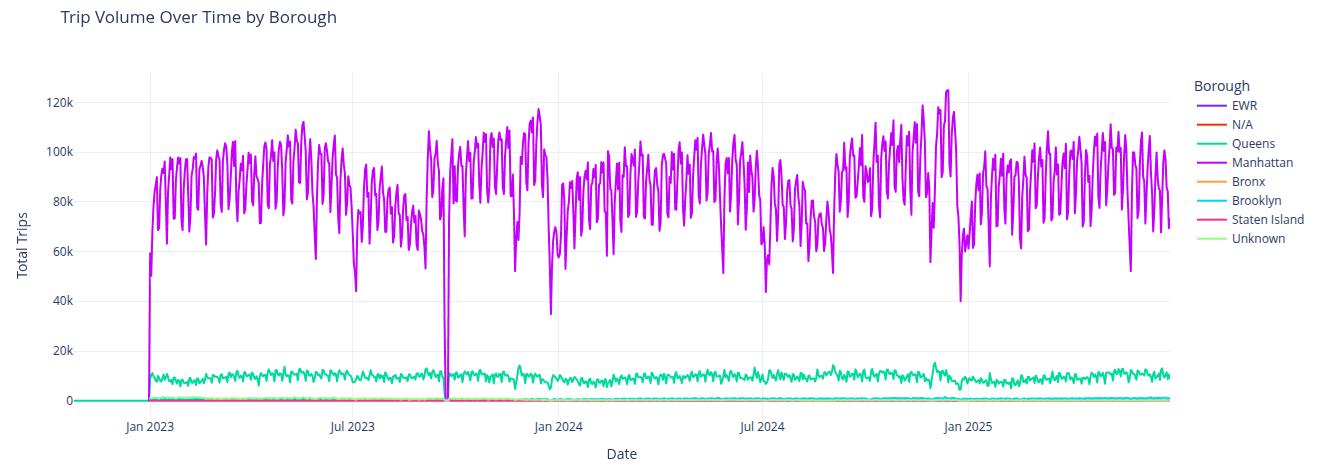 Trip Volume Over Time by Borough
Total Trips
120k
100k
80k
60k
40k
20k
0
Jan 2023
Jul 2023
Jan 2024
Jul 2024
Jan 2025
Date
Borough
EWR
N/A
Queens
Manhattan
Bronx
Brooklyn
Staten Island
Unknown